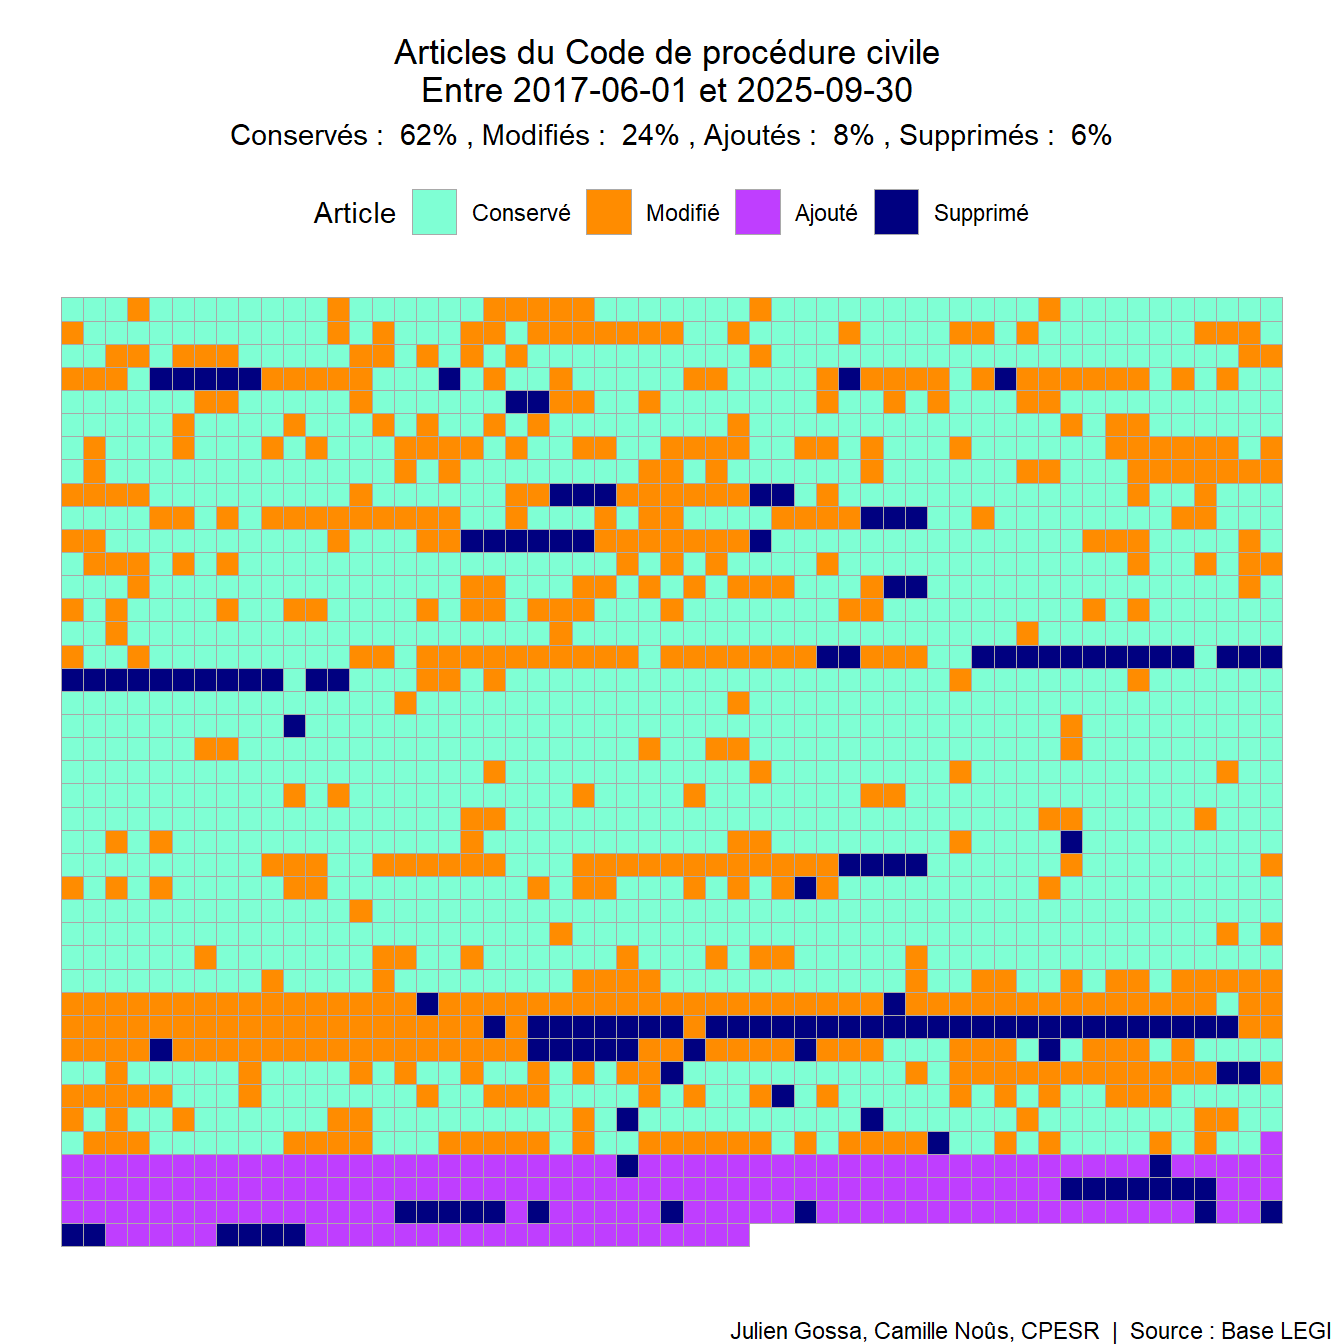 Articles du Code de procédure civile
Entre 2017-06-01 et 2025-09-30
Conservés :  62% , Modifiés :  24% , Ajoutés :  8% , Supprimés :  6%
Article Conservé Modifié Ajouté Supprimé
Julien Gossa, Camille Noûs, CPESR  |  Source : Base LEGI